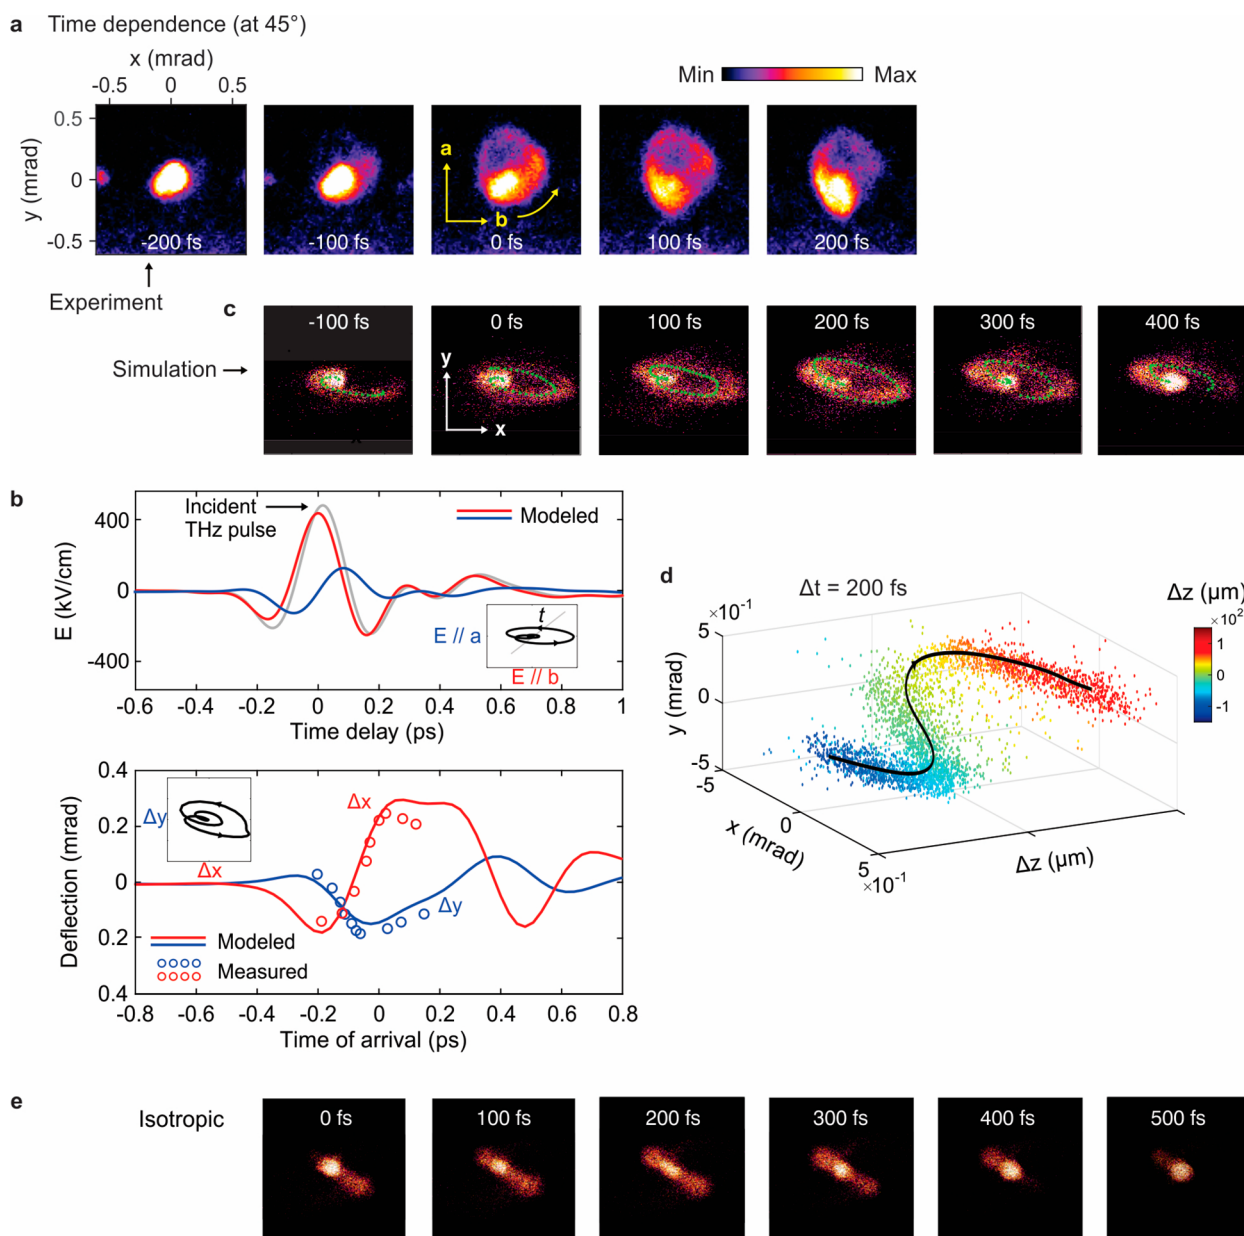 a Time dependence (at 45°)
x (mrad)
-0.5 0 0.5
Min Max
y (mrad)
0.5
0
-0.5
-200 fs
-100 fs
a
b
0 fs
100 fs
200 fs
Experiment
c
Simulation
-100 fs
0 fs
y
x
100 fs
200 fs
300 fs
400 fs
x
b
E (kV/cm)
400
0
-400
Incident
THz pulse
Modeled
t
E // a
E // b
-0.6 -0.4 -0.2 0 0.2 0.4 0.6 0.8 1
Time delay (ps)
Deflection (mrad)
0.4
0.2
0
0.2
0.4
Δy
Δx
Δx
Δy
Modeled
Measured
-0.8 -0.6 -0.4 -0.2 0 0.2 0.4 0.6 0.8
Time of arrival (ps)
d
Δt = 200 fs
Δz (μm)
×10⁺²
1
0
-1
×10⁻¹
5
0
-5
y (mrad)
-5
0
5
×10⁻¹
x (mrad)
Δz (μm)
e
Isotropic
0 fs
100 fs
200 fs
300 fs
400 fs
500 fs